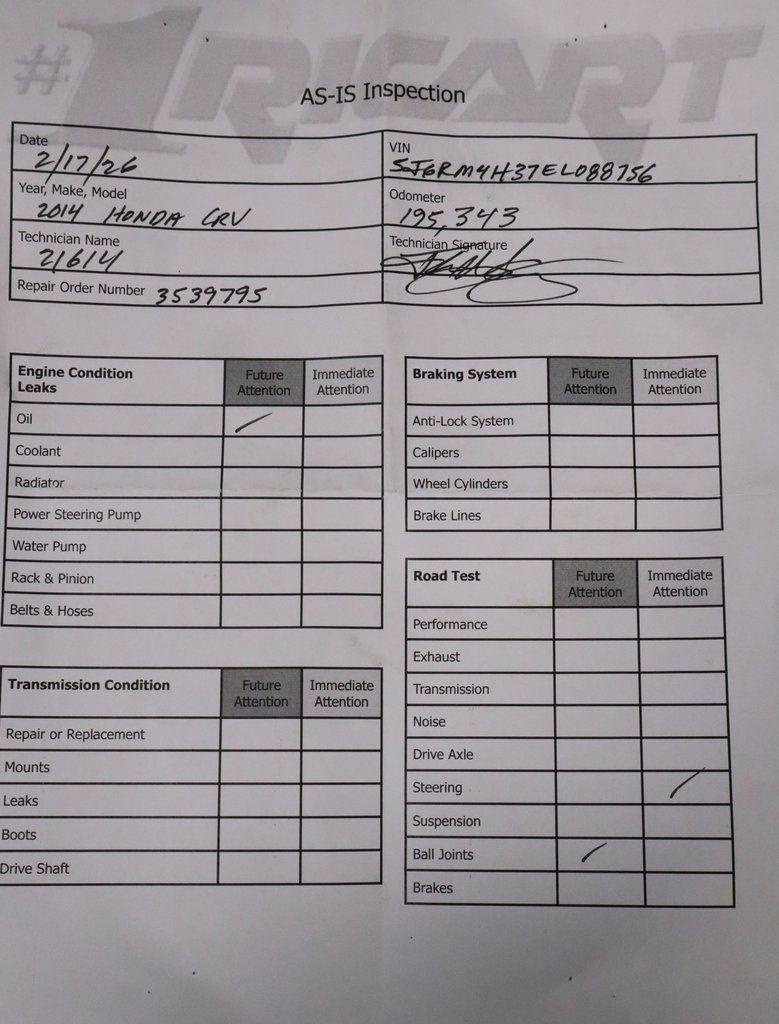 #1 RICART
AS-IS Inspection
Date
2/17/26
VIN
5J6RM4H37EL088756
Year, Make, Model
2014 HONDA CRV
Odometer
195,343
Technician Name
21614
Technician Signature
Repair Order Number 3539795
Engine Condition
Leaks
Future
Attention
Immediate
Attention
Oil
Coolant
Radiator
Power Steering Pump
Water Pump
Rack & Pinion
Belts & Hoses
Transmission Condition
Future
Attention
Immediate
Attention
Repair or Replacement
Mounts
Leaks
Boots
Drive Shaft
Braking System
Future
Attention
Immediate
Attention
Anti-Lock System
Calipers
Wheel Cylinders
Brake Lines
Road Test
Future
Attention
Immediate
Attention
Performance
Exhaust
Transmission
Noise
Drive Axle
Steering
Suspension
Ball Joints
Brakes